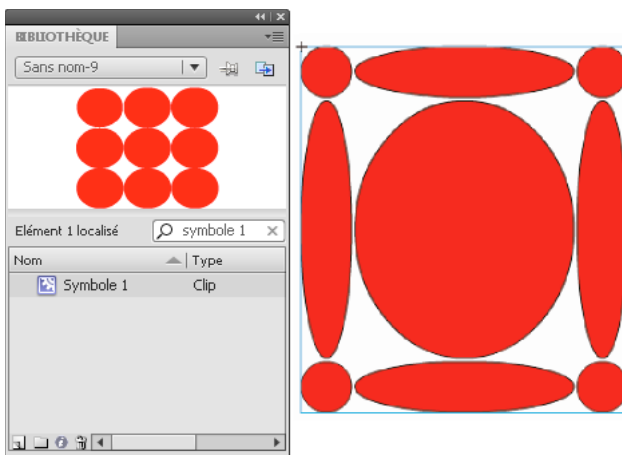 BIBLIOTHÈQUE
Sans nom-9
Elément 1 localisé
symbole 1
Nom
Type
Symbole 1
Clip